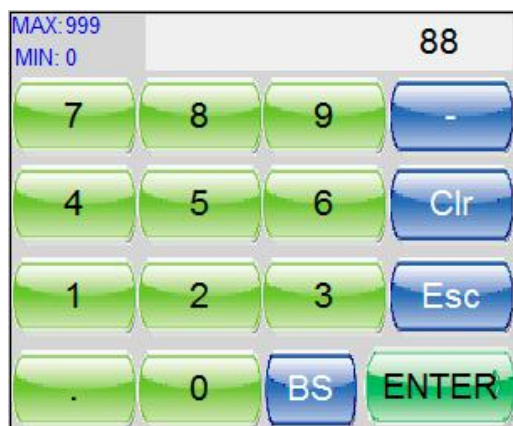 MAX: 999
88
MIN: 0
7 8 9 -
4 5 6 Clr
1 2 3 Esc
. 0 BS ENTER